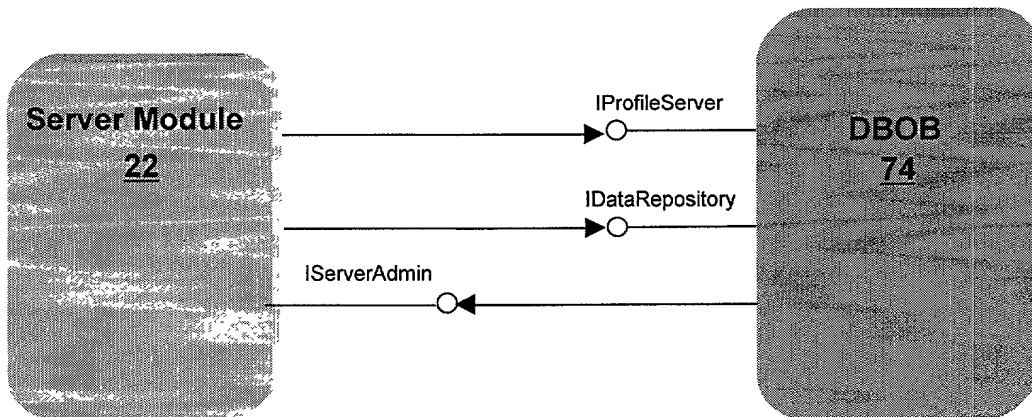 Server Module
22
IProfileServer
IDataRepository
IServerAdmin
DBOB
74